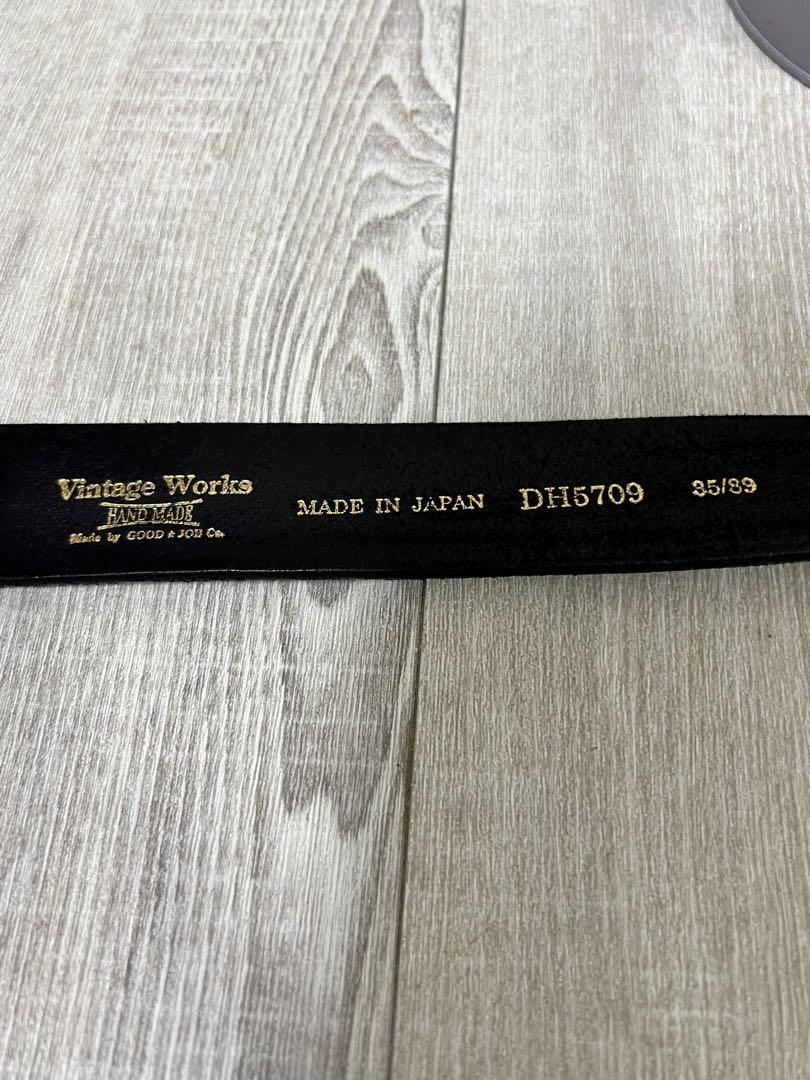 Vintage Works
HAND MADE
Made by GOOD & JOB Co.
MADE IN JAPAN DH5709 35/89